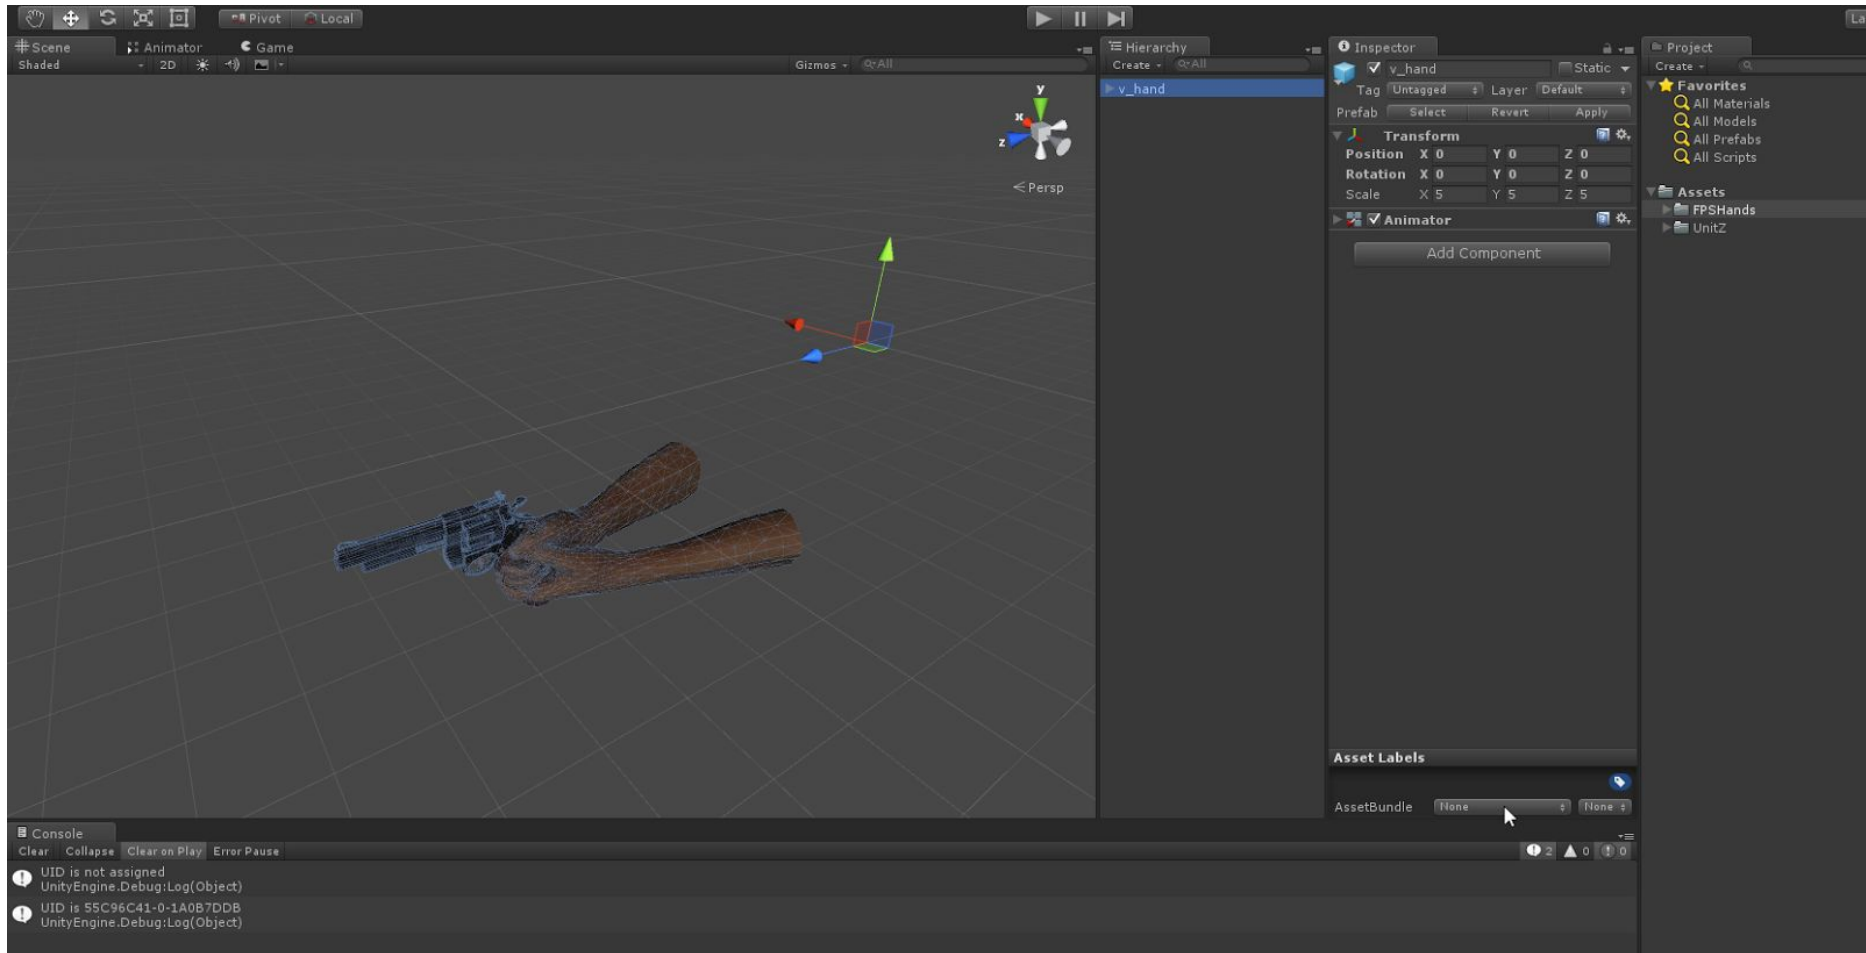 Pivot Local
La
Scene Animator Game
Shaded 2D Gizmos All
y
x
z
Persp
Hierarchy
Create All
v_hand
Inspector
v_hand Static
Tag Untagged Layer Default
Prefab Select Revert Apply
Transform
Position X 0 Y 0 Z 0
Rotation X 0 Y 0 Z 0
Scale X 5 Y 5 Z 5
Animator
Add Component
Asset Labels
AssetBundle None None
Project
Create
Favorites
All Materials
All Models
All Prefabs
All Scripts
Assets
FPSHands
UnitZ
Console
Clear Collapse Clear on Play Error Pause 2 0 0
UID is not assigned
UnityEngine.Debug:Log(Object)
UID is 55C96C41-0-1A0B7DDB
UnityEngine.Debug:Log(Object)